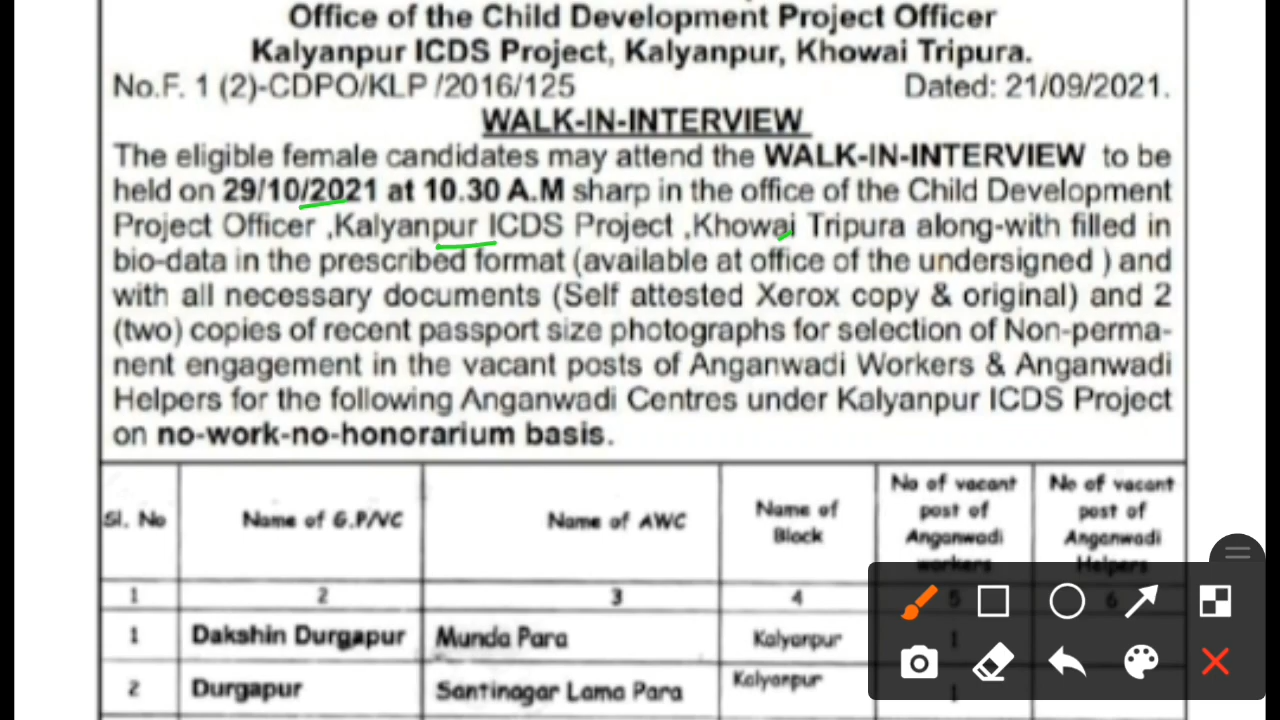 Office of the Child Development Project Officer
Kalyanpur ICDS Project, Kalyanpur, Khowai Tripura.
No.F. 1 (2)-CDPO/KLP /2016/125 Dated: 21/09/2021.
WALK-IN-INTERVIEW
The eligible female candidates may attend the WALK-IN-INTERVIEW to be
held on 29/10/2021 at 10.30 A.M sharp in the office of the Child Development
Project Officer ,Kalyanpur ICDS Project ,Khowai Tripura along-with filled in
bio-data in the prescribed format (available at office of the undersigned ) and
with all necessary documents (Self attested Xerox copy & original) and 2
(two) copies of recent passport size photographs for selection of Non-perma-
nent engagement in the vacant posts of Anganwadi Workers & Anganwadi
Helpers for the following Anganwadi Centres under Kalyanpur ICDS Project
on no-work-no-honorarium basis.
Sl. No Name of G.P/VC Name of AWC Name of Block No of vacant post of Anganwadi workers No of vacant post of Anganwadi Helpers
1 2 3 4 5 6
1 Dakshin Durgapur Munda Para Kalyanpur 1
2 Durgapur Santinagar Lama Para Kalyanpur 1